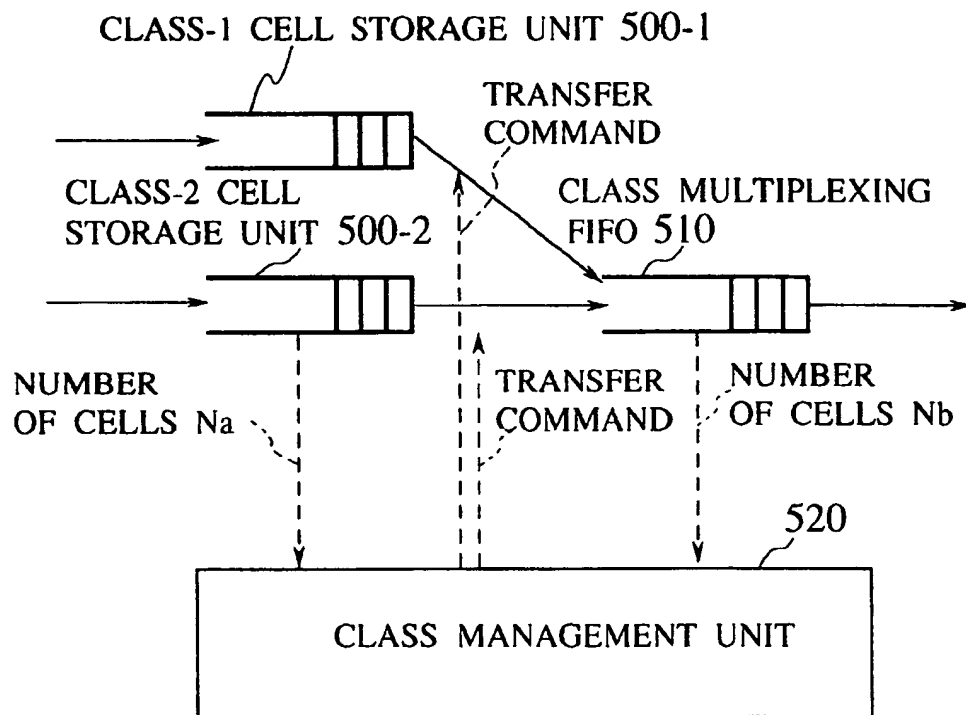 CLASS-1 CELL STORAGE UNIT 500-1
TRANSFER
COMMAND
CLASS-2 CELL
STORAGE UNIT 500-2
CLASS MULTIPLEXING
FIFO 510
NUMBER
OF CELLS Na
TRANSFER
COMMAND
NUMBER
OF CELLS Nb
520
CLASS MANAGEMENT UNIT